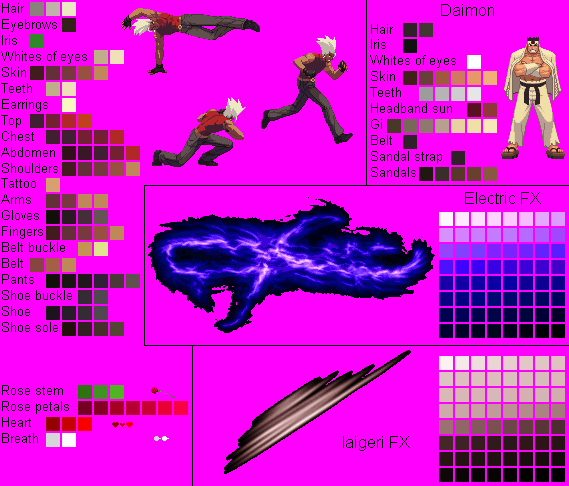 Hair
Eyebrows
Iris
Whites of eyes
Skin
Teeth
Earrings
Top
Chest
Abdomen
Shoulders
Tattoo
Arms
Gloves
Fingers
Belt buckle
Belt
Pants
Shoe buckle
Shoe
Shoe sole
Rose stem
Rose petals
Heart
Breath
Daimon
Hair
Iris
Whites of eyes
Skin
Teeth
Headband sun
Gi
Belt
Sandal strap
Sandals
Electric FX
Iaigeri FX